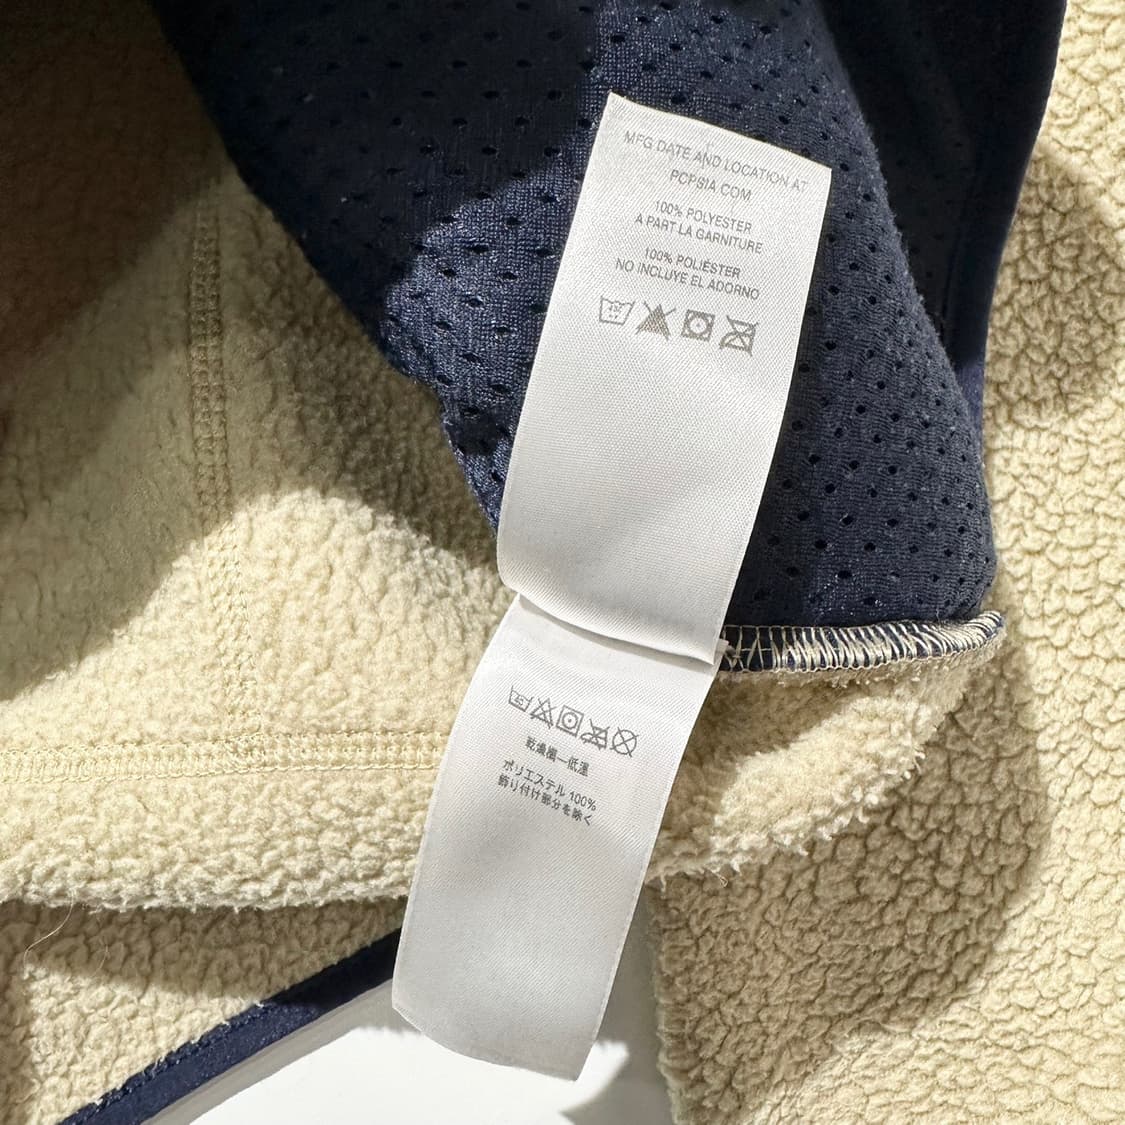 MFG DATE AND LOCATION AT
PCPSIA.COM
100% POLYESTER
A PART LA GARNITURE
100% POLIÉSTER
NO INCLUYE EL ADORNO
乾燥機一低温
ポリエステル 100%
飾り付け部分を除く